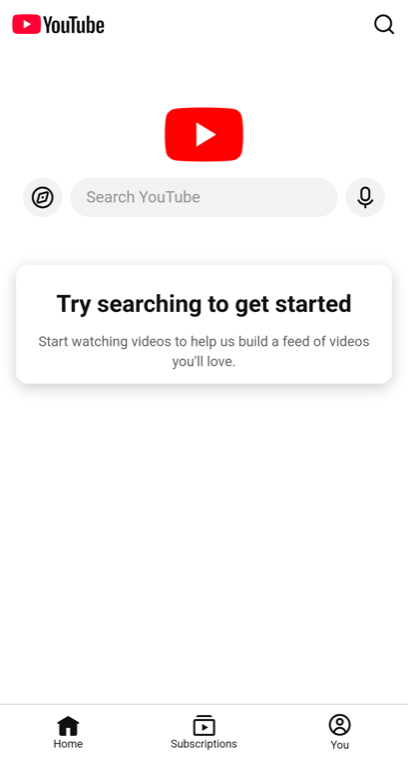 YouTube
Search YouTube
Try searching to get started
Start watching videos to help us build a feed of videos
you'll love.
Home
Subscriptions
You